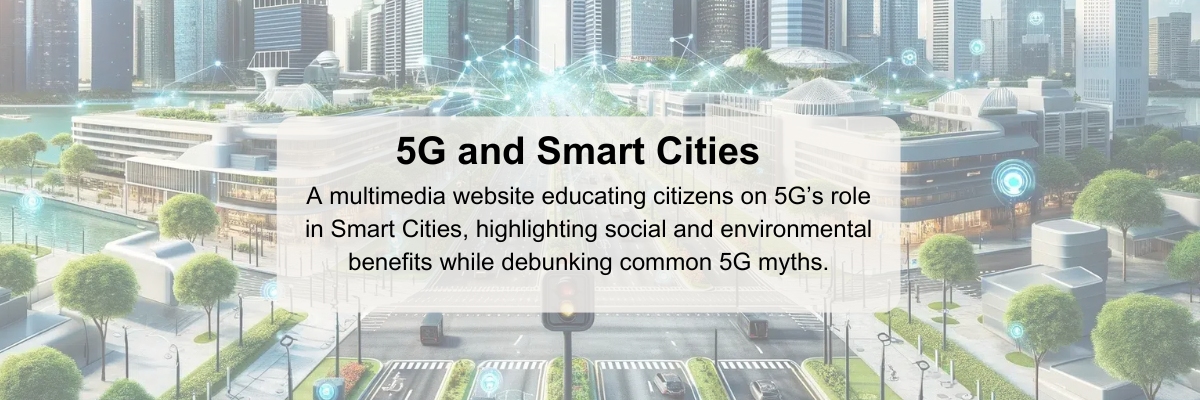 5G and Smart Cities
A multimedia website educating citizens on 5G’s role
in Smart Cities, highlighting social and environmental
benefits while debunking common 5G myths.